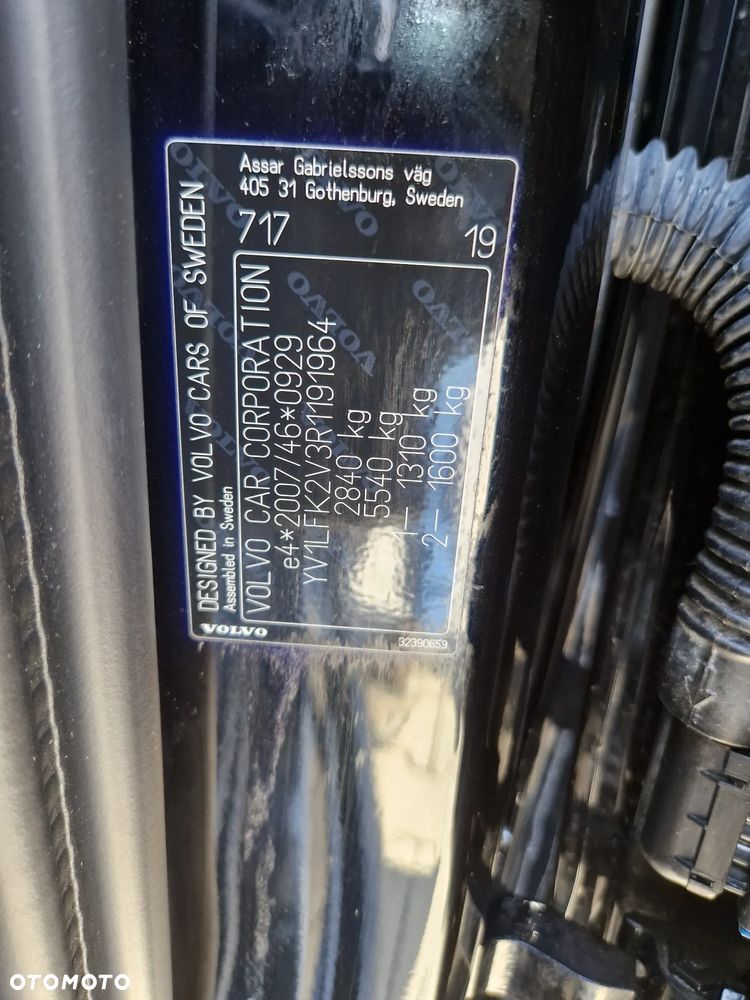 Assar Gabrielssons väg
405 31 Gothenburg, Sweden
717
19
DESIGNED BY VOLVO CARS OF SWEDEN
Assembled in Sweden
VOLVO CAR CORPORATION
e4*2007/46*0929
YV1LFK2V3R1191964
2840 kg
5540 kg
1– 1310 kg
2– 1600 kg
VOLVO
32390659
OTOMOTO